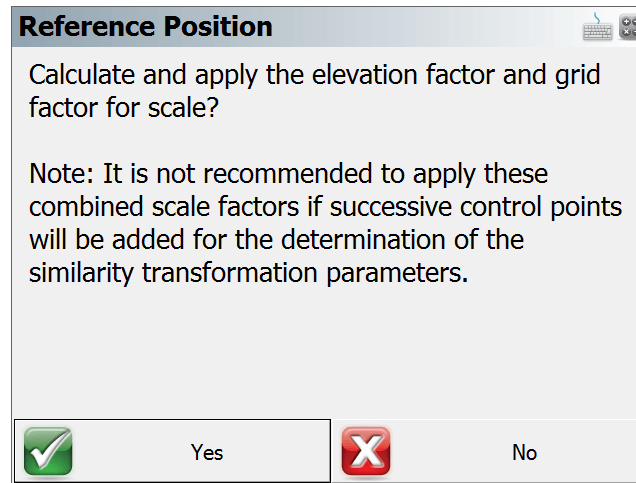 Reference Position
Calculate and apply the elevation factor and grid
factor for scale?
Note: It is not recommended to apply these
combined scale factors if successive control points
will be added for the determination of the
similarity transformation parameters.
Yes
No